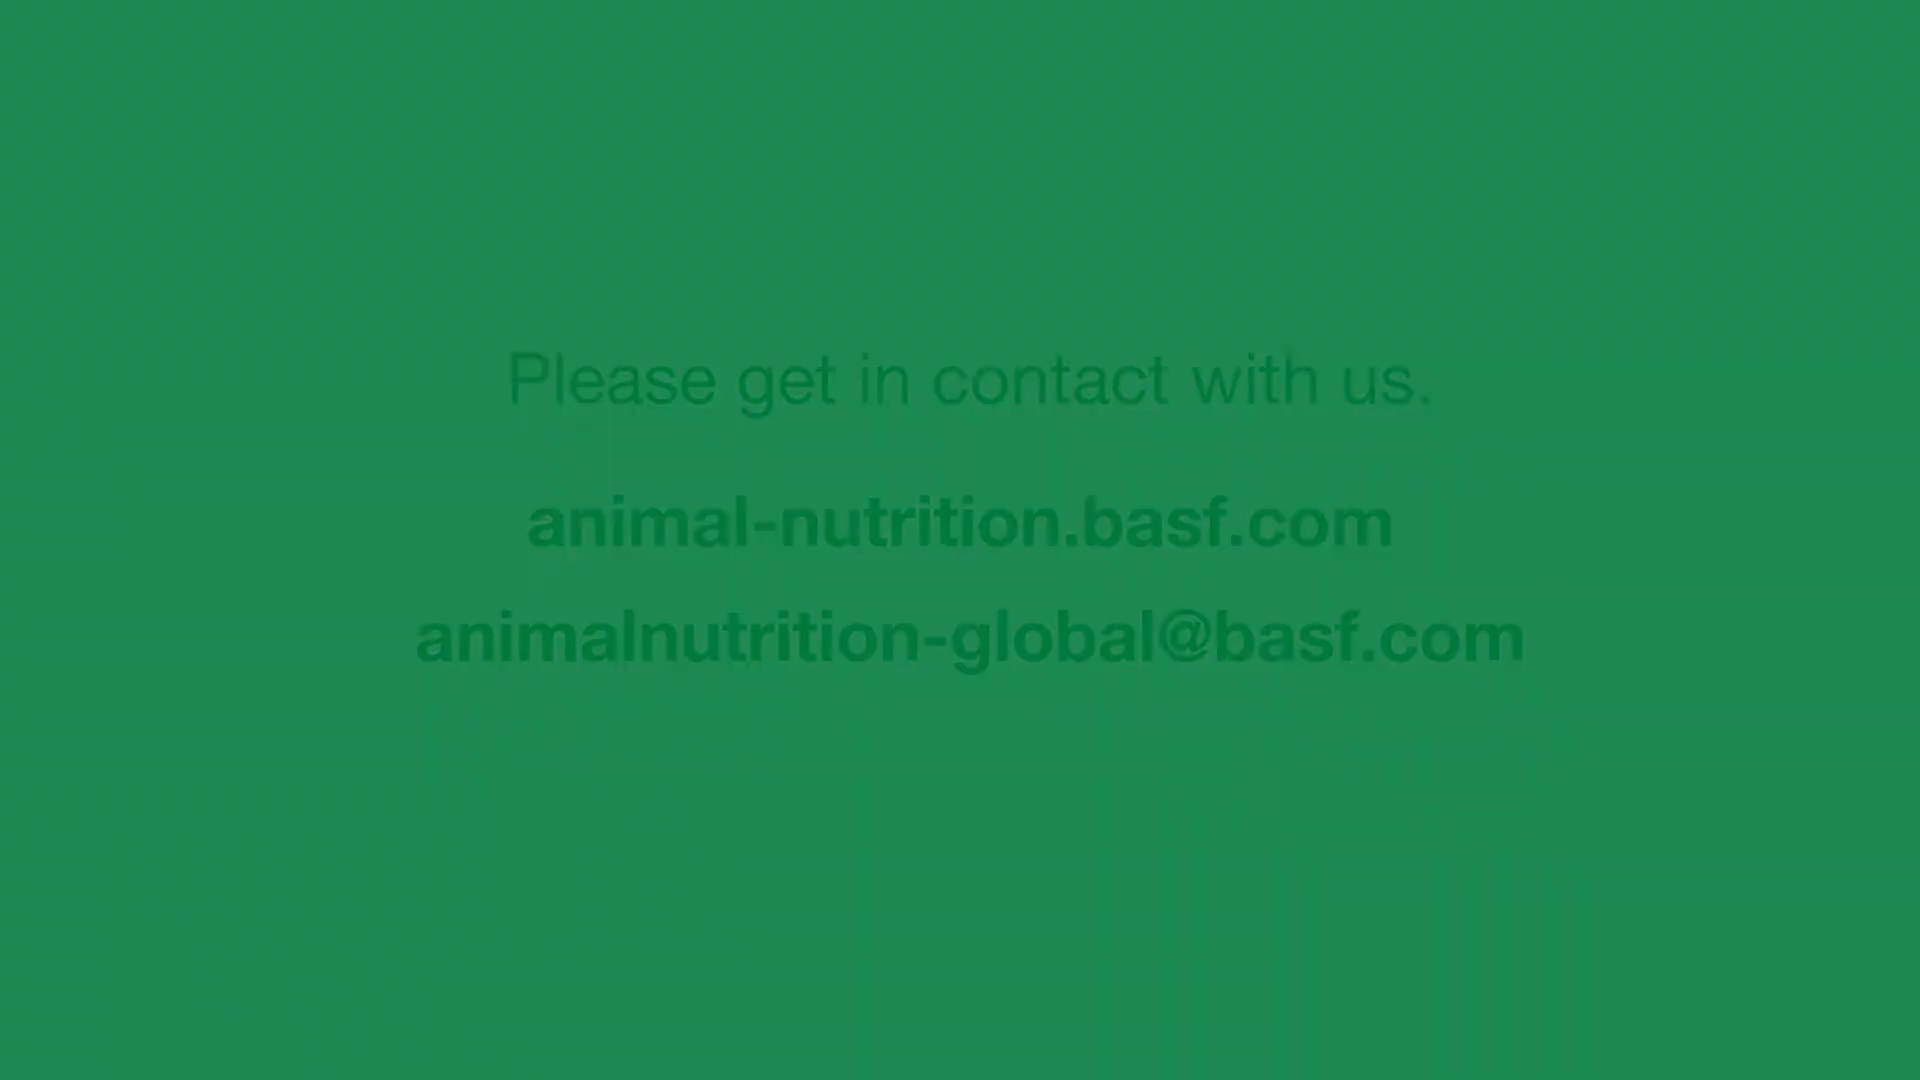 Please get in contact with us.
animal-nutrition.basf.com
animalnutrition-global@basf.com